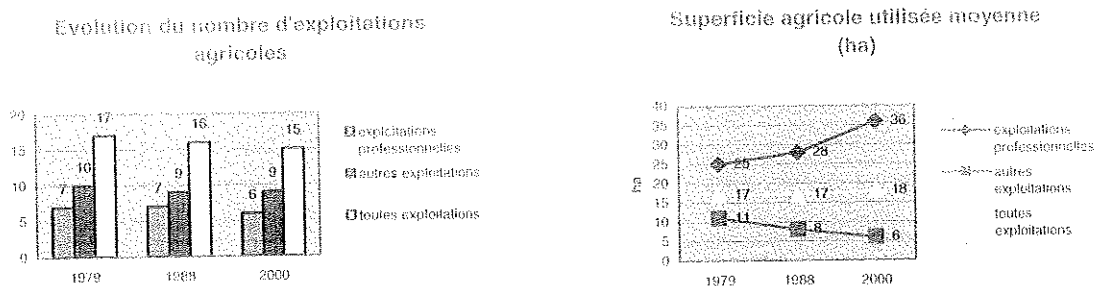 Evolution du nombre d'exploitations
agricoles
20
15
10
5
0
7
10
17
7
9
16
6
9
15
1979
1988
2000
exploitations
professionnelles
autres exploitations
toutes exploitations
Superficie agricole utilisée moyenne
(ha)
ha
40
35
30
25
20
15
10
5
0
25
28
36
17
17
18
11
8
6
1979
1988
2000
exploitations
professionnelles
autres
exploitations
toutes
exploitations